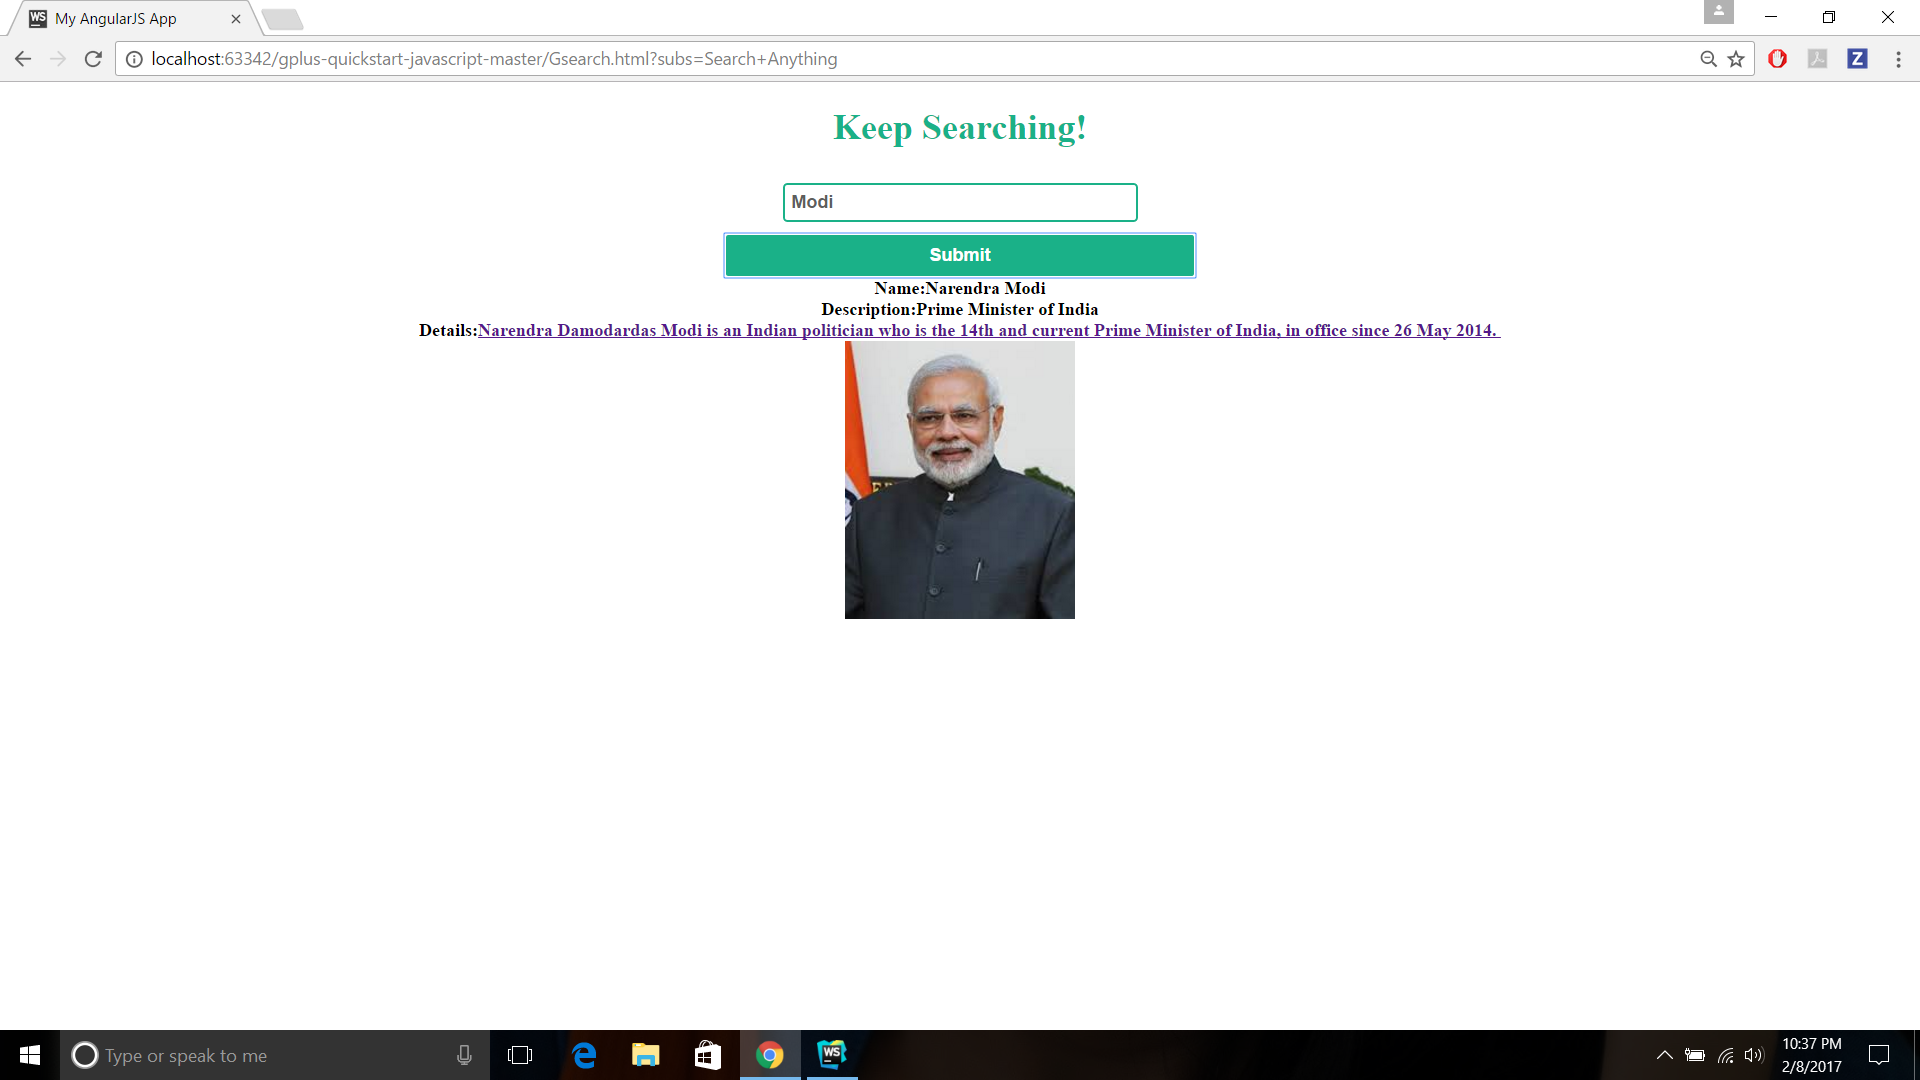 WS My AngularJS App
localhost:63342/gplus-quickstart-javascript-master/Gsearch.html?subs=Search+Anything
Z
Keep Searching!
Modi
Submit
Name:Narendra Modi
Description:Prime Minister of India
Details:Narendra Damodardas Modi is an Indian politician who is the 14th and current Prime Minister of India, in office since 26 May 2014.
Type or speak to me
WS
10:37 PM
2/8/2017